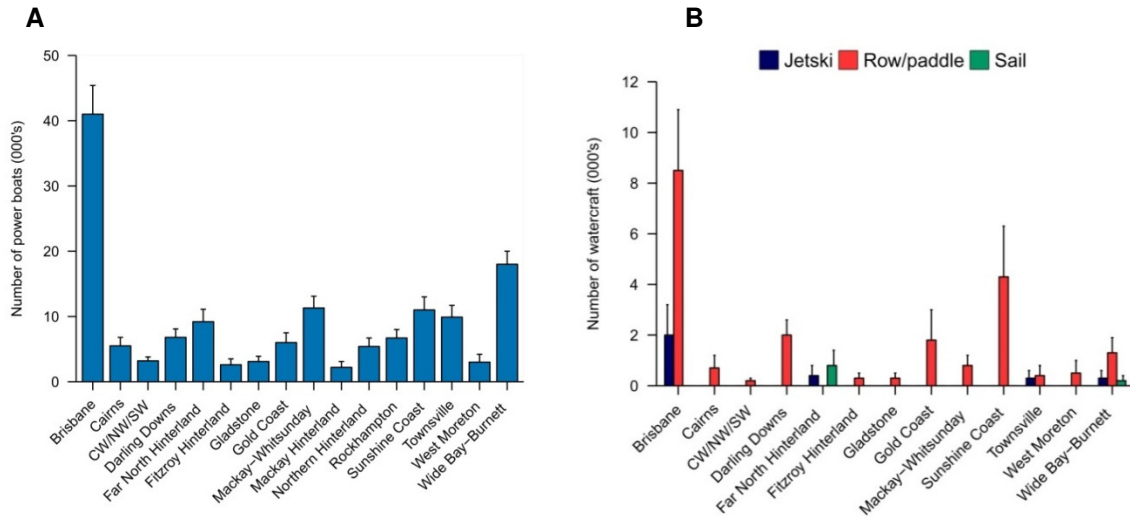 A
Number of power boats (000's)
50
40
30
20
10
0
Brisbane
Cairns
CW/NW/SW
Darling Downs
Far North Hinterland
Fitzroy Hinterland
Gladstone
Gold Coast
Mackay–Whitsunday
Mackay Hinterland
Northern Hinterland
Rockhampton
Sunshine Coast
Townsville
West Moreton
Wide Bay–Burnett
B
Jetski Row/paddle Sail
Number of watercraft (000's)
12
10
8
6
4
2
0
Brisbane
Cairns
CW/NW/SW
Darling Downs
Far North Hinterland
Fitzroy Hinterland
Gladstone
Gold Coast
Mackay–Whitsunday
Sunshine Coast
Townsville
West Moreton
Wide Bay–Burnett